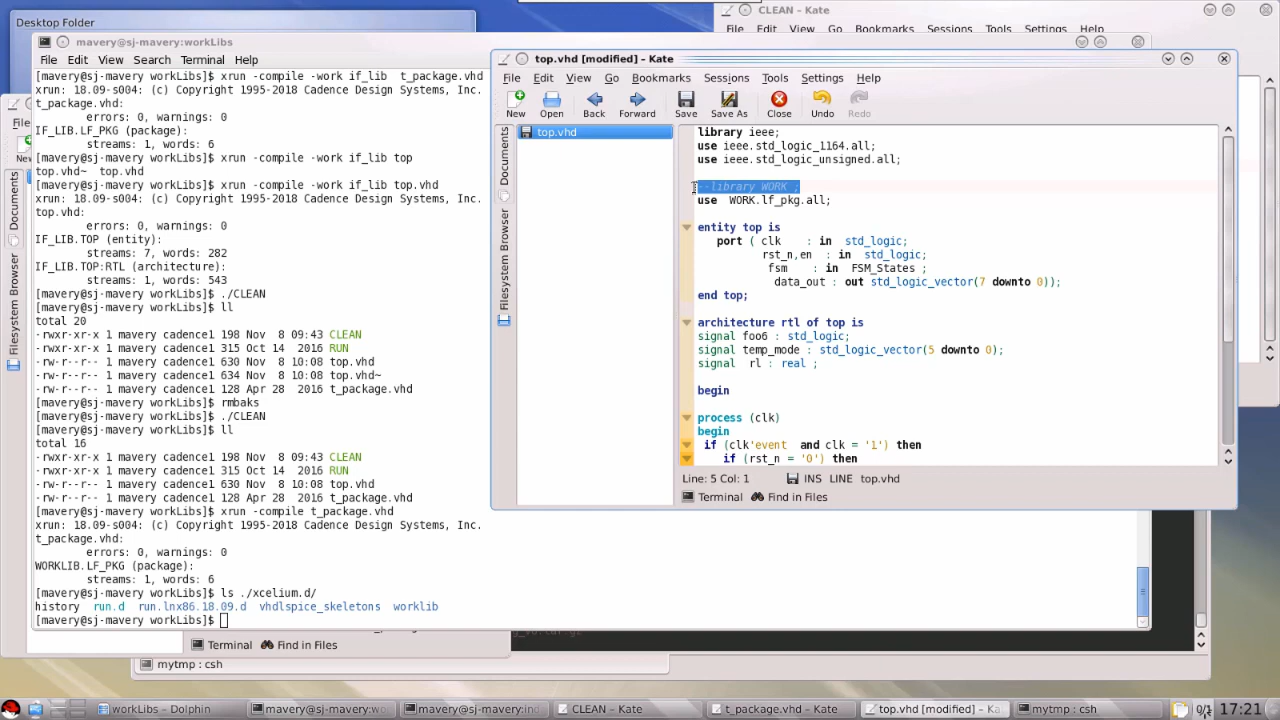 Desktop Folder
CLEAN – Kate
File Edit View Go Bookmarks Sessions Tools Settings Help
mavery@sj-mavery:workLibs
File Edit View Search Terminal Help
[mavery@sj-mavery workLibs]$ xrun -compile -work if_lib  t_package.vhd
xrun: 18.09-s004: (c) Copyright 1995-2018 Cadence Design Systems, Inc.
t_package.vhd:
errors: 0, warnings: 0
IF_LIB.LF_PKG (package):
streams: 1, words: 6
[mavery@sj-mavery workLibs]$ xrun -compile -work if_lib top
top.vhd~  top.vhd
[mavery@sj-mavery workLibs]$ xrun -compile -work if_lib top.vhd
xrun: 18.09-s004: (c) Copyright 1995-2018 Cadence Design Systems, Inc.
top.vhd:
errors: 0, warnings: 0
IF_LIB.TOP (entity):
streams: 7, words: 282
IF_LIB.TOP:RTL (architecture):
streams: 1, words: 543
[mavery@sj-mavery workLibs]$ ./CLEAN
[mavery@sj-mavery workLibs]$ ll
total 20
-rwxr-xr-x 1 mavery cadence1 198 Nov  8 09:43 CLEAN
-rwxr-xr-x 1 mavery cadence1 315 Oct 14  2016 RUN
-rw-r--r-- 1 mavery cadence1 630 Nov  8 10:08 top.vhd
-rw-r--r-- 1 mavery cadence1 634 Nov  8 10:08 top.vhd~
-rw-r--r-- 1 mavery cadence1 128 Apr 28  2016 t_package.vhd
[mavery@sj-mavery workLibs]$ rmbaks
[mavery@sj-mavery workLibs]$ ./CLEAN
[mavery@sj-mavery workLibs]$ ll
total 16
-rwxr-xr-x 1 mavery cadence1 198 Nov  8 09:43 CLEAN
-rwxr-xr-x 1 mavery cadence1 315 Oct 14  2016 RUN
-rw-r--r-- 1 mavery cadence1 630 Nov  8 10:08 top.vhd
-rw-r--r-- 1 mavery cadence1 128 Apr 28  2016 t_package.vhd
[mavery@sj-mavery workLibs]$ xrun -compile t_package.vhd
xrun: 18.09-s004: (c) Copyright 1995-2018 Cadence Design Systems, Inc.
t_package.vhd:
errors: 0, warnings: 0
WORKLIB.LF_PKG (package):
streams: 1, words: 6
[mavery@sj-mavery workLibs]$ ls ./xcelium.d/
history  run.d  run.lnx86.18.09.d  vhdlspice_skeletons  worklib
[mavery@sj-mavery workLibs]$
top.vhd [modified] – Kate
File Edit View Go Bookmarks Sessions Tools Settings Help
New Open Back Forward Save Save As Close Undo Redo
Documents
Filesystem Browser
top.vhd
library ieee;
use ieee.std_logic_1164.all;
use ieee.std_logic_unsigned.all;
--library WORK ;
use  WORK.lf_pkg.all;
entity top is
port ( clk    : in  std_logic;
rst_n,en  : in  std_logic;
fsm    : in  FSM_States ;
data_out : out std_logic_vector(7 downto 0));
end top;
architecture rtl of top is
signal foo6 : std_logic;
signal temp_mode : std_logic_vector(5 downto 0);
signal  rl : real ;
begin
process (clk)
begin
if (clk'event  and clk = '1') then
if (rst_n = '0') then
Line: 5 Col: 1 INS LINE top.vhd
Terminal Find in Files
File
New
Documents
Filesystem Browser
Terminal Find in Files
mytmp : csh
workLibs – Dolphin
mavery@sj-mavery:wo
mavery@sj-mavery:ind
CLEAN – Kate
t_package.vhd – Kate
top.vhd [modified] – Ka
mytmp : csh
17:21